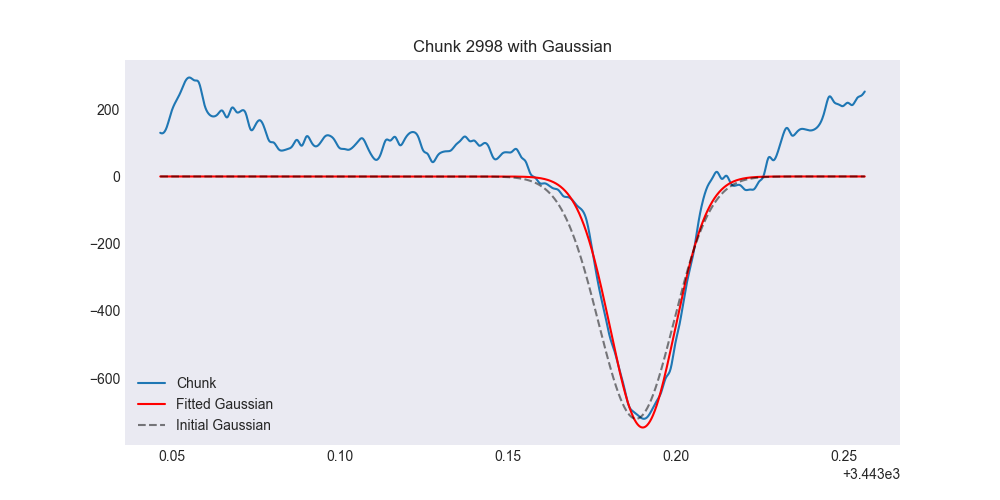 Chunk 2998 with Gaussian
200
0
−200
−400
−600
Chunk
Fitted Gaussian
Initial Gaussian
0.05 0.10 0.15 0.20 0.25
+3.443e3